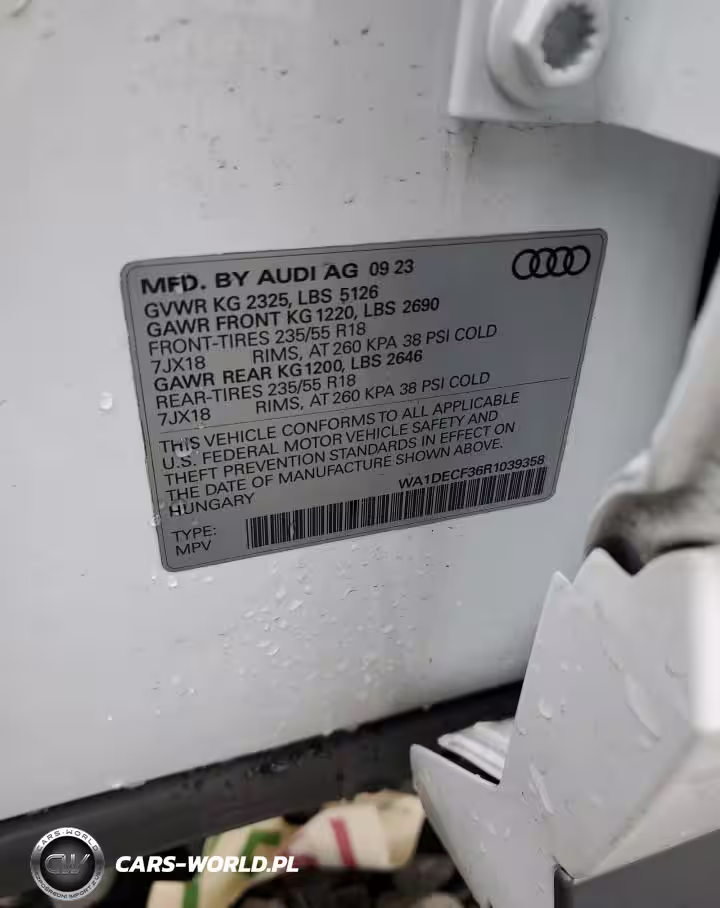 MFD. BY AUDI AG 09 23
GVWR KG 2325, LBS 5126
GAWR FRONT KG 1220, LBS 2690
FRONT-TIRES 235/55 R18
7JX18 RIMS, AT 260 KPA 38 PSI COLD
GAWR REAR KG 1200, LBS 2646
REAR-TIRES 235/55 R18
7JX18 RIMS, AT 260 KPA 38 PSI COLD
THIS VEHICLE CONFORMS TO ALL APPLICABLE
U.S. FEDERAL MOTOR VEHICLE SAFETY AND
THEFT PREVENTION STANDARDS IN EFFECT ON
THE DATE OF MANUFACTURE SHOWN ABOVE.
HUNGARY WA1DECF36R1039358
TYPE:
MPV
CARS-WORLD
CW
CARS-WORLD.PL